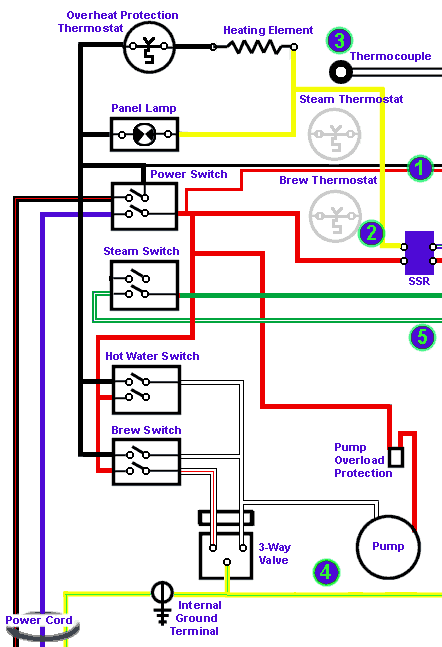 Overheat Protection
Thermostat
Heating Element
3
Thermocouple
Panel Lamp
Steam Thermostat
Power Switch
1
Brew Thermostat
2
Steam Switch
SSR
5
Hot Water Switch
Brew Switch
Pump
Overload
Protection
3-Way
Valve
Pump
4
Internal
Ground
Terminal
Power Cord